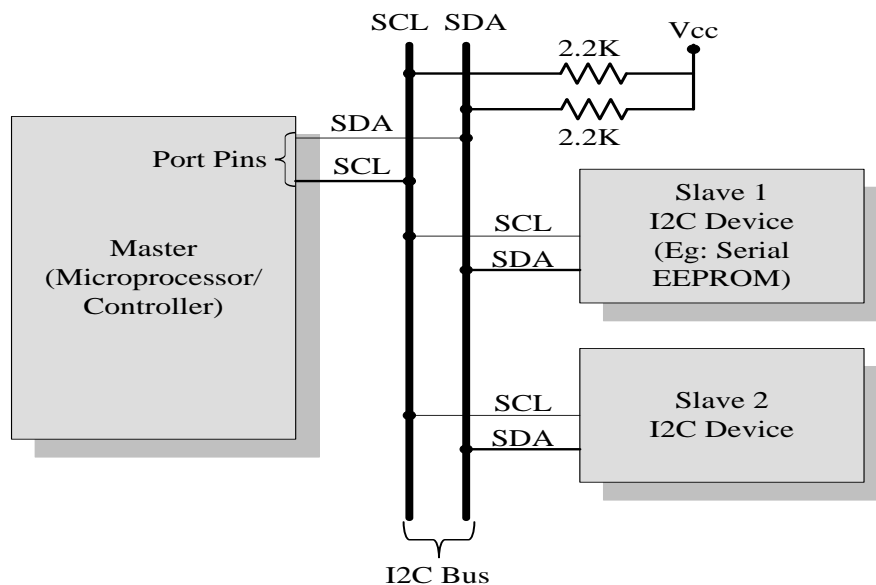 SCL SDA
Vcc
2.2K
2.2K
SDA
Port Pins
SCL
Master
(Microprocessor/
Controller)
SCL
SDA
Slave 1
I2C Device
(Eg: Serial
EEPROM)
SCL
SDA
Slave 2
I2C Device
I2C Bus